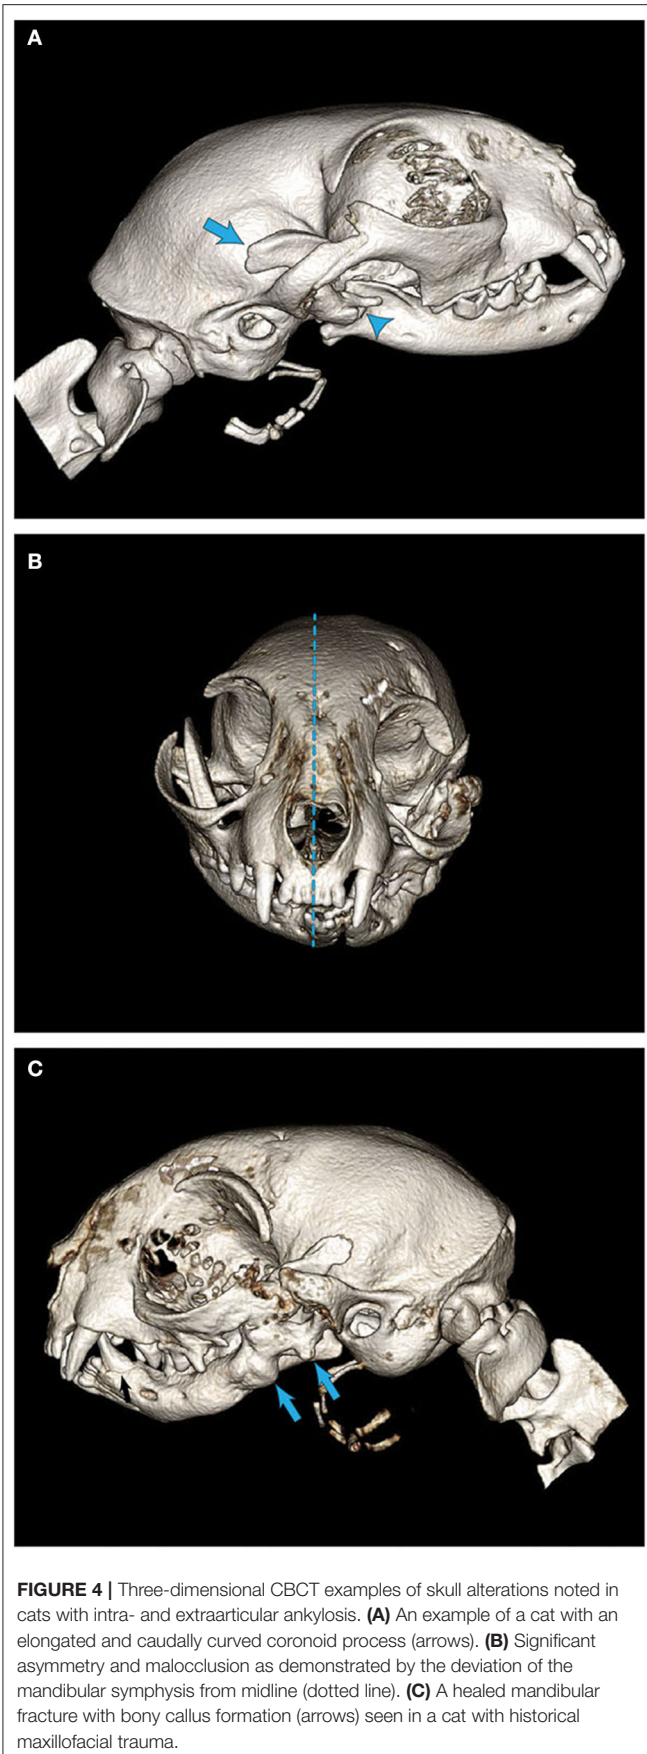 A
B
C
FIGURE 4 | Three-dimensional CBCT examples of skull alterations noted in
cats with intra- and extraarticular ankylosis. (A) An example of a cat with an
elongated and caudally curved coronoid process (arrows). (B) Significant
asymmetry and malocclusion as demonstrated by the deviation of the
mandibular symphysis from midline (dotted line). (C) A healed mandibular
fracture with bony callus formation (arrows) seen in a cat with historical
maxillofacial trauma.